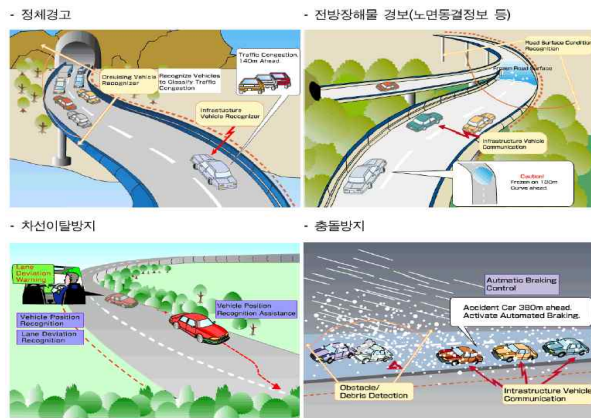 - 정체경고
Traffic Congestion
140m Ahead.
Oruising Vehicle
Recognizer
Recognize Vehicles
to Classify Traffic
Congestion
Infrastucture
Vehicle Recognizer
- 전방장해물 경보(노면동결정보 등)
Road Surface Condition
Recognition
Frozen Road Surface
Infrastructure Vehicle
Communication
Caution!
Frozen on 100m
Curve ahead
- 차선이탈방지
Lane
Deviation
Warning
Vehicle Position
Recognition
Lane Deviation
Recognition
Vehicle Position
Recognition Assistance
- 충돌방지
Autmatic Braking
Control
Accident Car 380m ahead.
Activate Automated Braking.
Obstacle/
Debris Detection
Intrastructure Vehicle
Communication